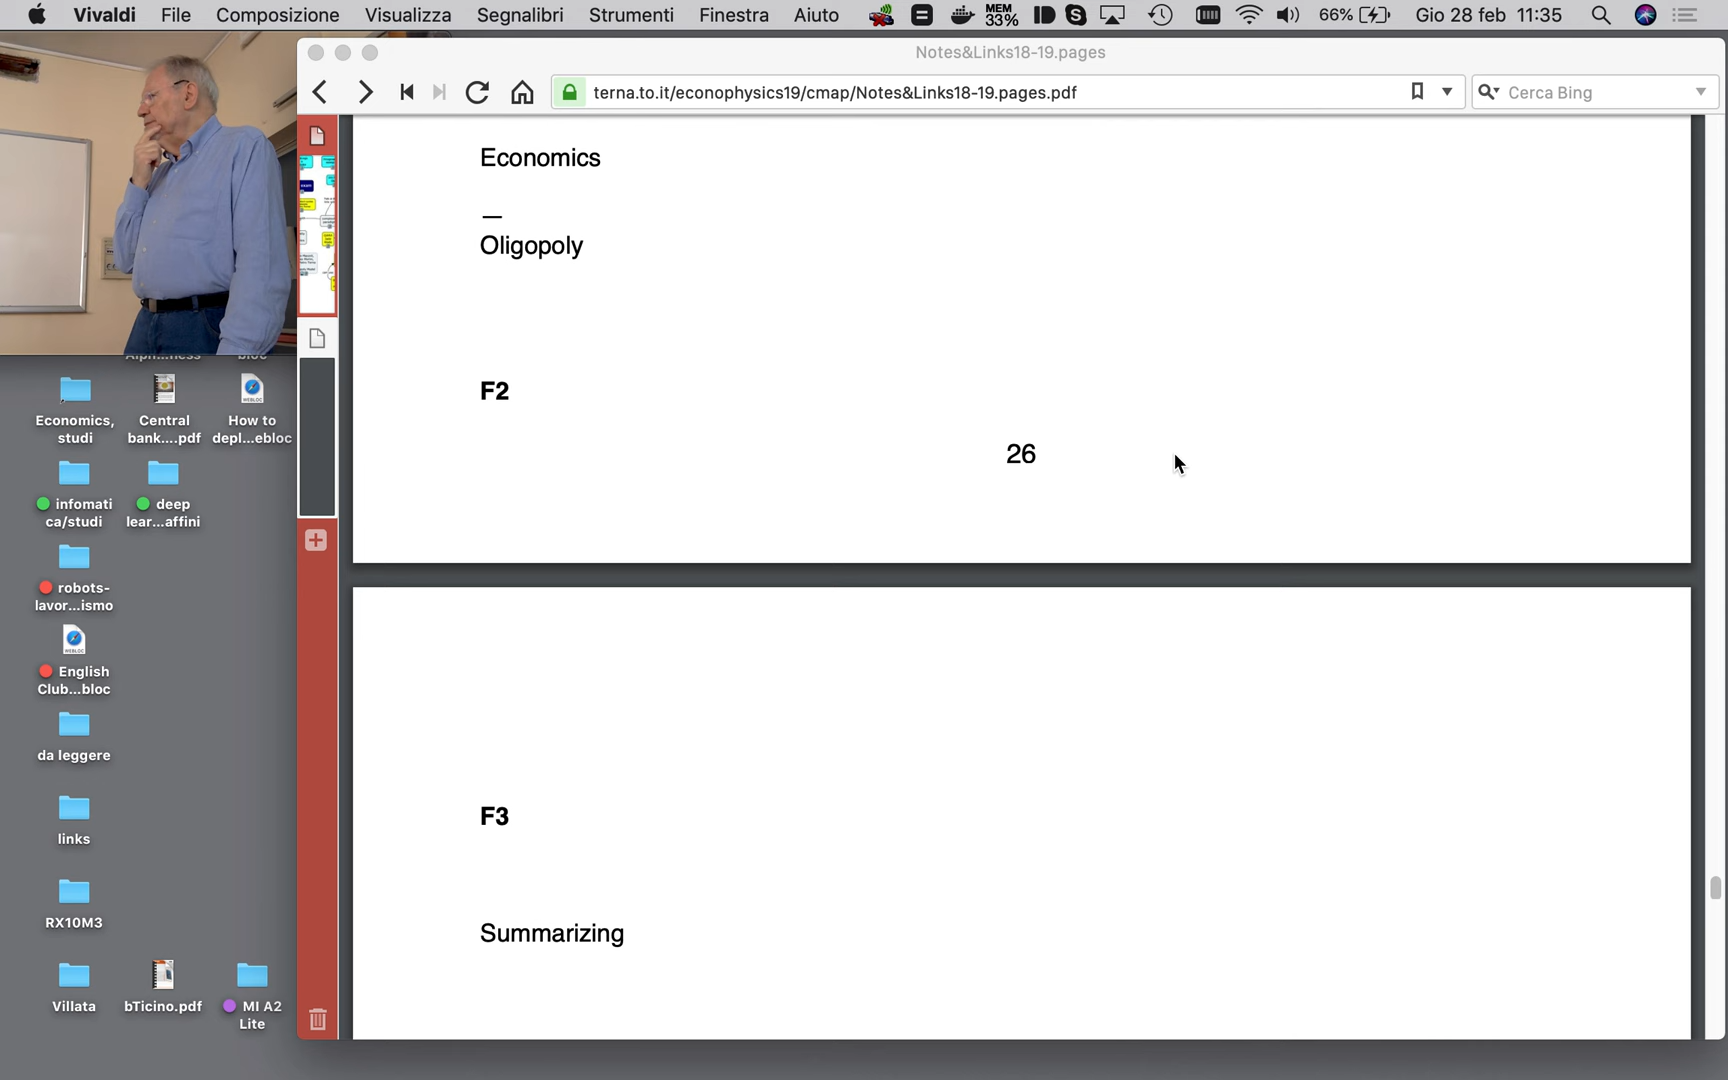 Vivaldi File Composizione Visualizza Segnalibri Strumenti Finestra Aiuto MEM 33% 66% Gio 28 feb 11:35
Notes&Links18-19.pages
terna.to.it/econophysics19/cmap/Notes&Links18-19.pages.pdf
Cerca Bing
Economics
—
Oligopoly
F2
26
F3
Summarizing
bloc
Economics, studi
Central bank....pdf
How to depl...ebloc
infomati ca/studi
deep lear...affini
robots-lavor...ismo
English Club...bloc
da leggere
links
RX10M3
Villata
bTicino.pdf
MI A2 Lite